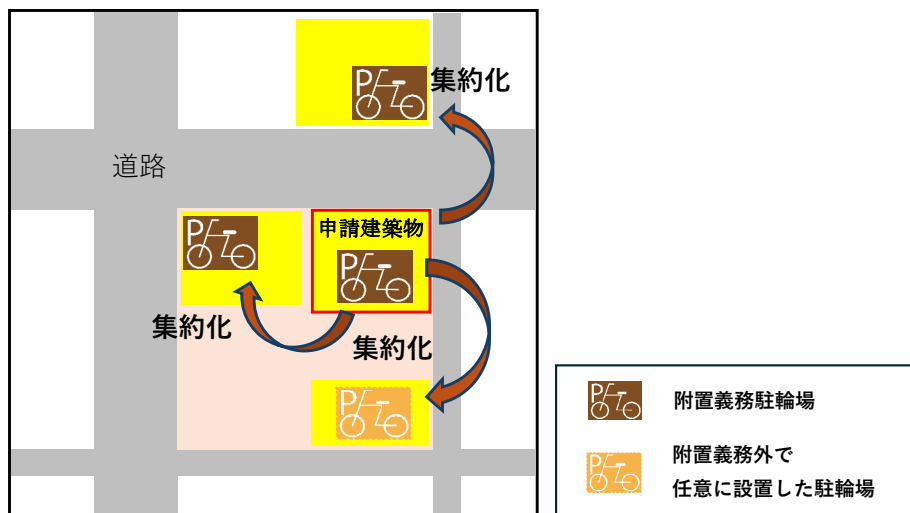 集約化
道路
申請建築物
集約化
集約化
附置義務駐輪場
附置義務外で
任意に設置した駐輪場